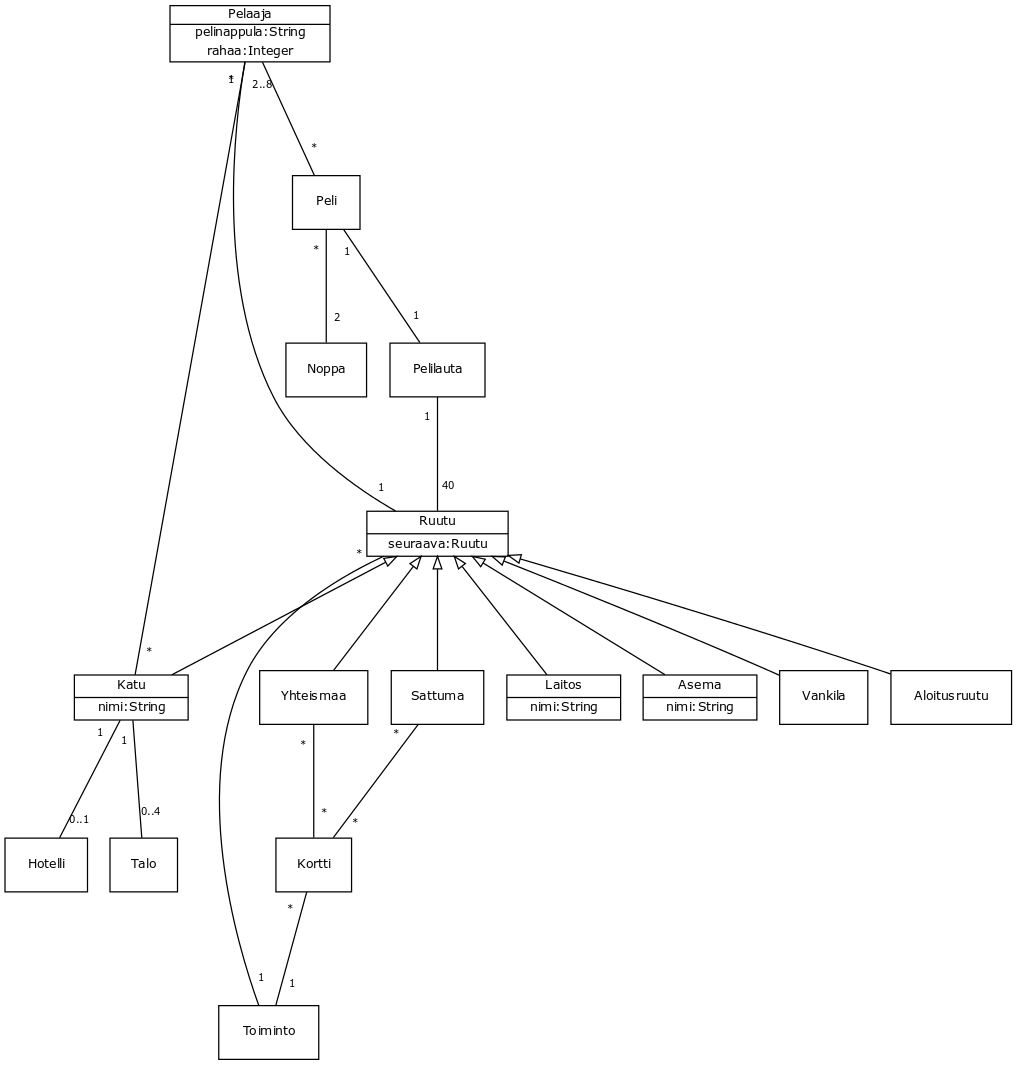 Pelaaja
pelinappula:String
rahaa:Integer
*
1
2..8
*
Peli
*
1
2
1
Noppa
Pelilauta
1
1
40
Ruutu
seuraava:Ruutu
*
*
Katu
nimi:String
Yhteismaa
Sattuma
Laitos
nimi:String
Asema
nimi:String
Vankila
Aloitusruutu
1
1
*
*
0..1
0..4
*
*
Hotelli
Talo
Kortti
*
1
1
Toiminto